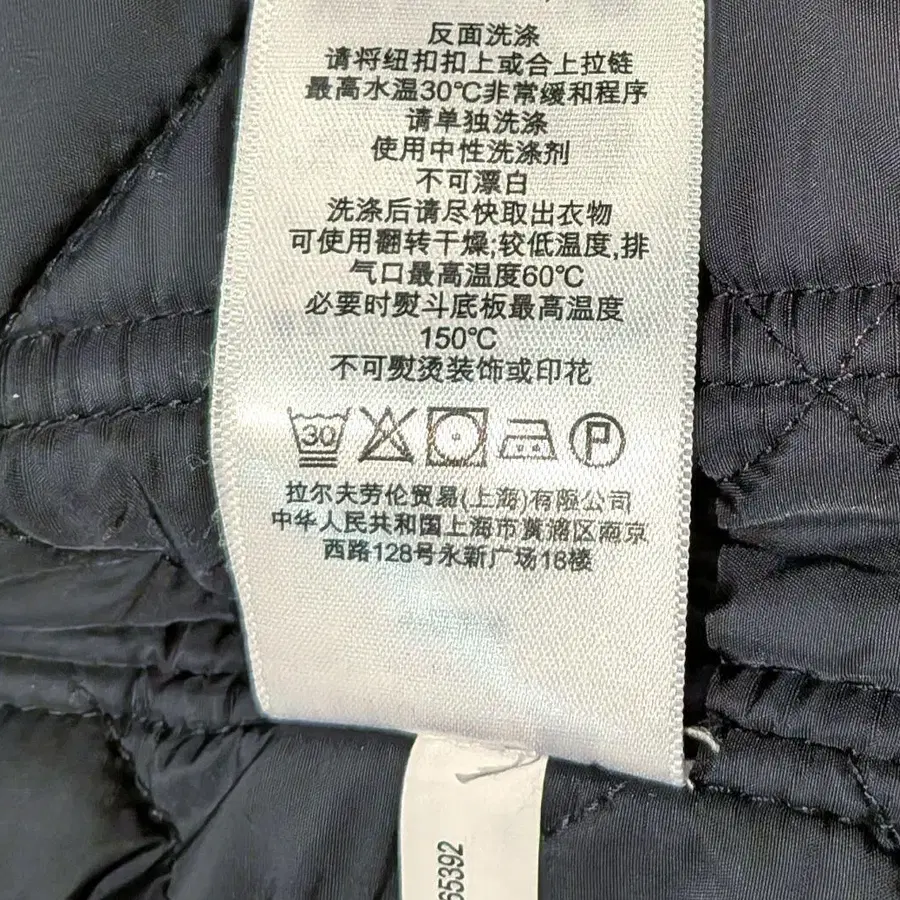 反面洗涤
请将纽扣扣上或合上拉链
最高水温30℃非常缓和程序
请单独洗涤
使用中性洗涤剂
不可漂白
洗涤后请尽快取出衣物
可使用翻转干燥;较低温度,排
气口最高温度60℃
必要时熨斗底板最高温度
150℃
不可熨烫装饰或印花
30 P
拉尔夫劳伦贸易(上海)有限公司
中华人民共和国上海市黄浦区南京
西路128号永新广场18楼
65392